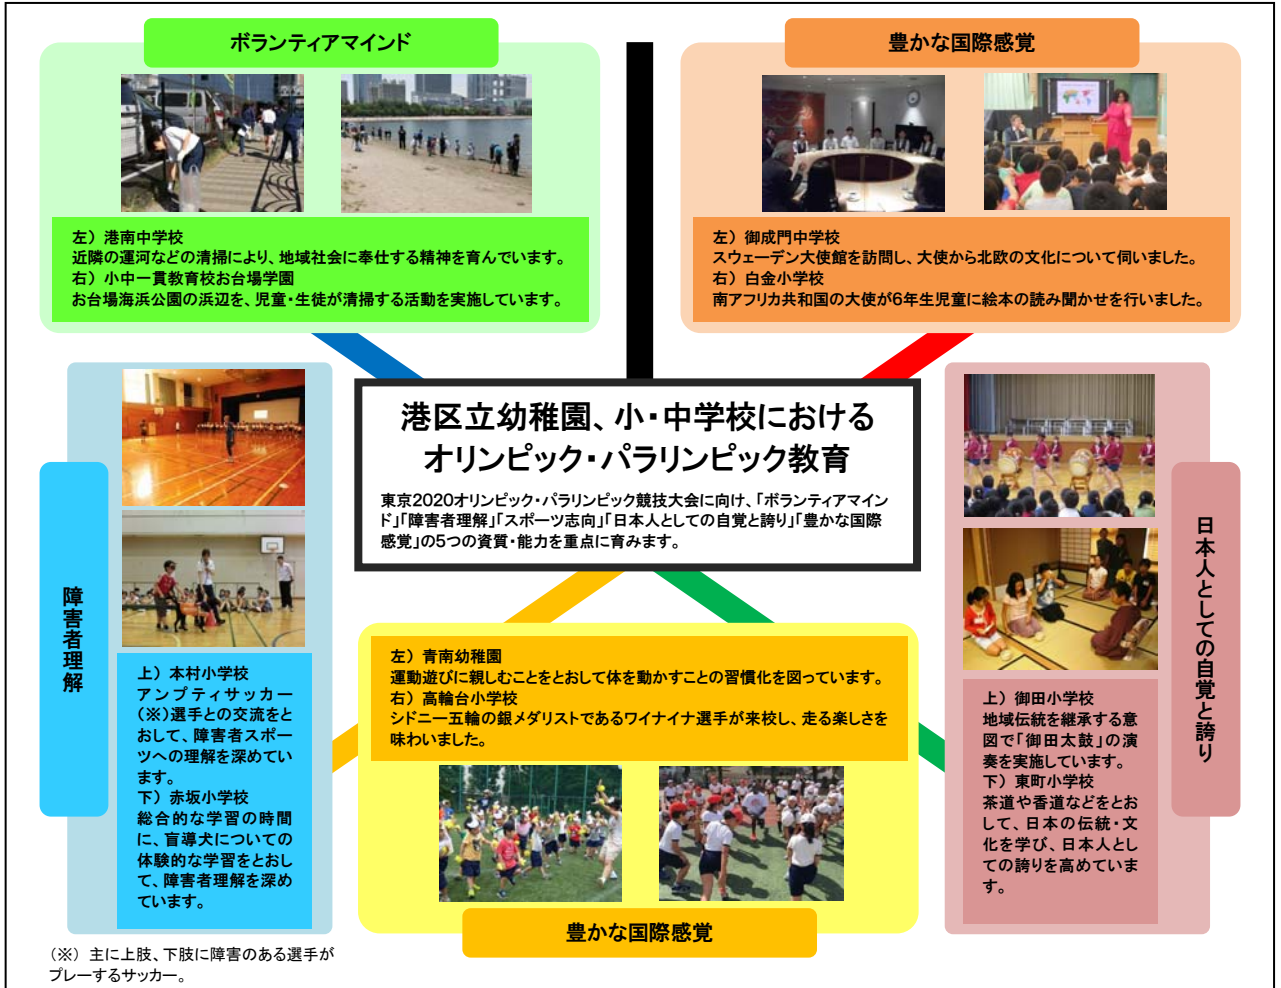 ボランティアマインド
左） 港南中学校
近隣の運河などの清掃により、地域社会に奉仕する精神を育んでいます。
右） 小中一貫教育校お台場学園
お台場海浜公園の浜辺を、児童・生徒が清掃する活動を実施しています。
豊かな国際感覚
左） 御成門中学校
スウェーデン大使館を訪問し、大使から北欧の文化について伺いました。
右） 白金小学校
南アフリカ共和国の大使が6年生児童に絵本の読み聞かせを行いました。
港区立幼稚園、小・中学校における
オリンピック・パラリンピック教育
東京2020オリンピック・パラリンピック競技大会に向け、「ボランティアマイン
ド」「障害者理解」「スポーツ志向」「日本人としての自覚と誇り」「豊かな国際
感覚」の5つの資質・能力を重点に育みます。
障害者理解
上） 本村小学校
アンプティサッカー
（※）選手との交流をと
おして、障害者スポー
ツへの理解を深めてい
ます。
下） 赤坂小学校
総合的な学習の時間
に、盲導犬についての
体験的な学習をとおし
て、障害者理解を深め
ています。
（※） 主に上肢、下肢に障害のある選手が
プレーするサッカー。
左） 青南幼稚園
運動遊びに親しむことをとおして体を動かすことの習慣化を図っています。
右） 高輪台小学校
シドニー五輪の銀メダリストであるワイナイナ選手が来校し、走る楽しさを
味わいました。
豊かな国際感覚
日本人としての自覚と誇り
上） 御田小学校
地域伝統を継承する意
図で「御田太鼓」の演
奏を実施しています。
下） 東町小学校
茶道や香道などをとお
して、日本の伝統・文
化を学び、日本人とし
ての誇りを高めていま
す。